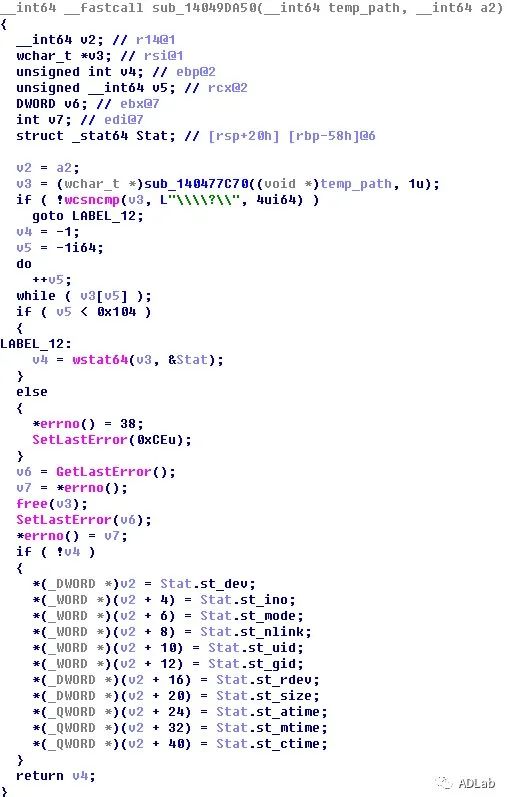 __int64 __fastcall sub_14049DA50(__int64 temp_path, __int64 a2)
{
  __int64 v2; // r14@1
  wchar_t *v3; // rsi@1
  unsigned int v4; // ebp@2
  unsigned __int64 v5; // rcx@2
  DWORD v6; // ebx@7
  int v7; // edi@7
  struct _stat64 Stat; // [rsp+20h] [rbp-58h]@6

  v2 = a2;
  v3 = (wchar_t *)sub_140477C70((void *)temp_path, 1u);
  if ( !wcsncmp(v3, L"\\\\?\\", 4ui64) )
    goto LABEL_12;
  v4 = -1;
  v5 = -1i64;
  do
    ++v5;
  while ( v3[v5] );
  if ( v5 < 0x104 )
  {
LABEL_12:
    v4 = wstat64(v3, &Stat);
  }
  else
  {
    *errno() = 38;
    SetLastError(0xCEu);
  }
  v6 = GetLastError();
  v7 = *errno();
  free(v3);
  SetLastError(v6);
  *errno() = v7;
  if ( !v4 )
  {
    *(_DWORD *)v2 = Stat.st_dev;
    *(_WORD *)(v2 + 4) = Stat.st_ino;
    *(_WORD *)(v2 + 6) = Stat.st_mode;
    *(_WORD *)(v2 + 8) = Stat.st_nlink;
    *(_WORD *)(v2 + 10) = Stat.st_uid;
    *(_WORD *)(v2 + 12) = Stat.st_gid;
    *(_DWORD *)(v2 + 16) = Stat.st_rdev;
    *(_DWORD *)(v2 + 20) = Stat.st_size;
    *(_QWORD *)(v2 + 24) = Stat.st_atime;
    *(_QWORD *)(v2 + 32) = Stat.st_mtime;
    *(_QWORD *)(v2 + 40) = Stat.st_ctime;
  }
  return v4;
}
ADLab